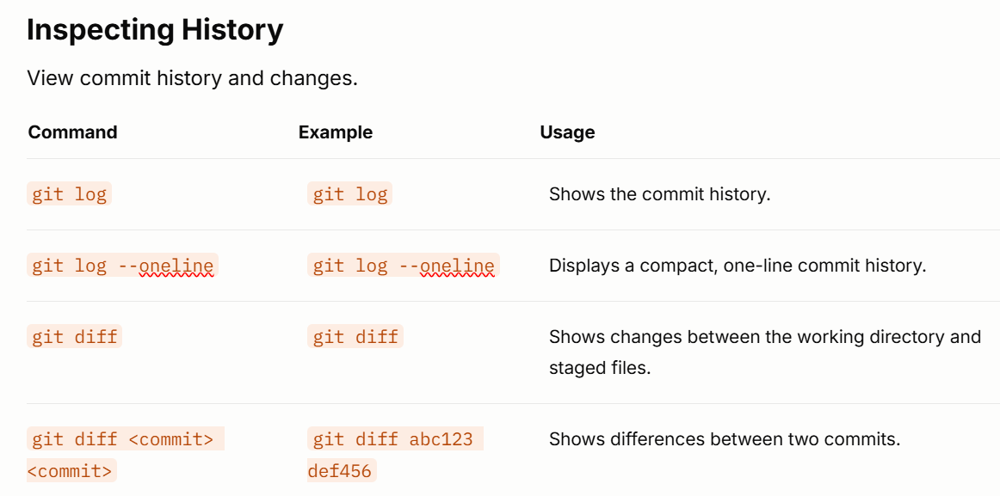 Inspecting History
View commit history and changes.
Command Example Usage
git log git log Shows the commit history.
git log --oneline git log --oneline Displays a compact, one-line commit history.
git diff git diff Shows changes between the working directory and
staged files.
git diff <commit> git diff abc123 Shows differences between two commits.
<commit> def456